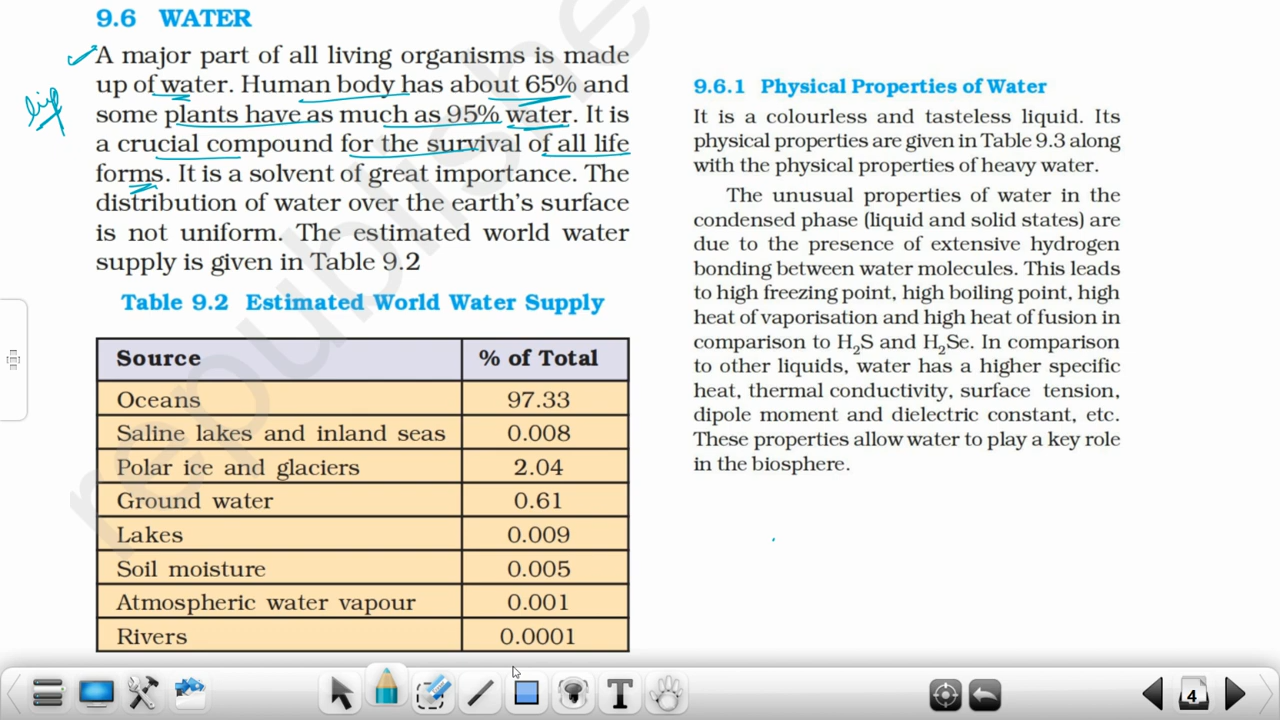 9.6 WATER
A major part of all living organisms is made
up of water. Human body has about 65% and
some plants have as much as 95% water. It is
a crucial compound for the survival of all life
forms. It is a solvent of great importance. The
distribution of water over the earth's surface
is not uniform. The estimated world water
supply is given in Table 9.2
Table 9.2 Estimated World Water Supply
Source % of Total
Oceans 97.33
Saline lakes and inland seas 0.008
Polar ice and glaciers 2.04
Ground water 0.61
Lakes 0.009
Soil moisture 0.005
Atmospheric water vapour 0.001
Rivers 0.0001
9.6.1 Physical Properties of Water
It is a colourless and tasteless liquid. Its
physical properties are given in Table 9.3 along
with the physical properties of heavy water.
The unusual properties of water in the
condensed phase (liquid and solid states) are
due to the presence of extensive hydrogen
bonding between water molecules. This leads
to high freezing point, high boiling point, high
heat of vaporisation and high heat of fusion in
comparison to H₂S and H₂Se. In comparison
to other liquids, water has a higher specific
heat, thermal conductivity, surface tension,
dipole moment and dielectric constant, etc.
These properties allow water to play a key role
in the biosphere.
republishe
T
4